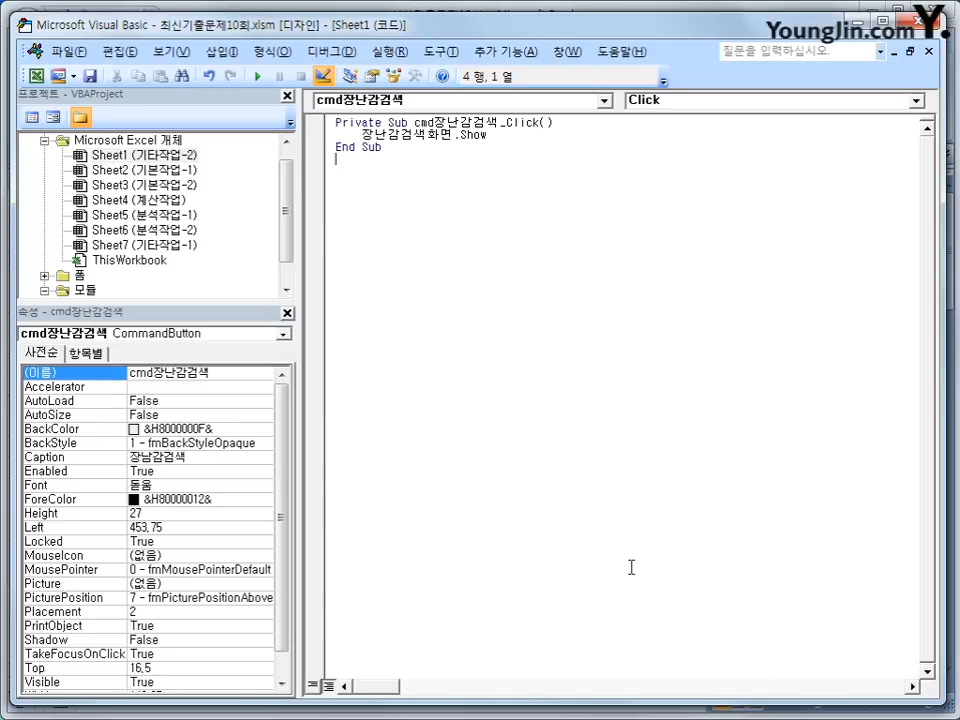 Microsoft Visual Basic - 최신기출문제10회.xlsm [디자인] - [Sheet1 (코드)]
Younglin.com Y.
파일(F) 편집(E) 보기(V) 삽입(I) 형식(O) 디버그(D) 실행(R) 도구(T) 추가 기능(A) 창(W) 도움말(H) 질문을 입력하십시오.
4 행, 1 열
프로젝트 - VBAProject
cmd장난감검색 Click
Microsoft Excel 개체
Sheet1 (기타작업-2)
Sheet2 (기본작업-1)
Sheet3 (기본작업-2)
Sheet4 (계산작업)
Sheet5 (분석작업-1)
Sheet6 (분석작업-2)
Sheet7 (기타작업-1)
ThisWorkbook
폼
모듈
Private Sub cmd장난감검색_Click()
장난감검색화면.Show
End Sub
속성 - cmd장난감검색
cmd장난감검색 CommandButton
사전순 항목별
(이름) cmd장난감검색
Accelerator
AutoLoad False
AutoSize False
BackColor &H8000000F&
BackStyle 1 - fmBackStyleOpaque
Caption 장남감검색
Enabled True
Font 돋움
ForeColor &H80000012&
Height 27
Left 453,75
Locked True
MouseIcon (없음)
MousePointer 0 - fmMousePointerDefault
Picture (없음)
PicturePosition 7 - fmPicturePositionAbove
Placement 2
PrintObject True
Shadow False
TakeFocusOnClick True
Top 16,5
Visible True